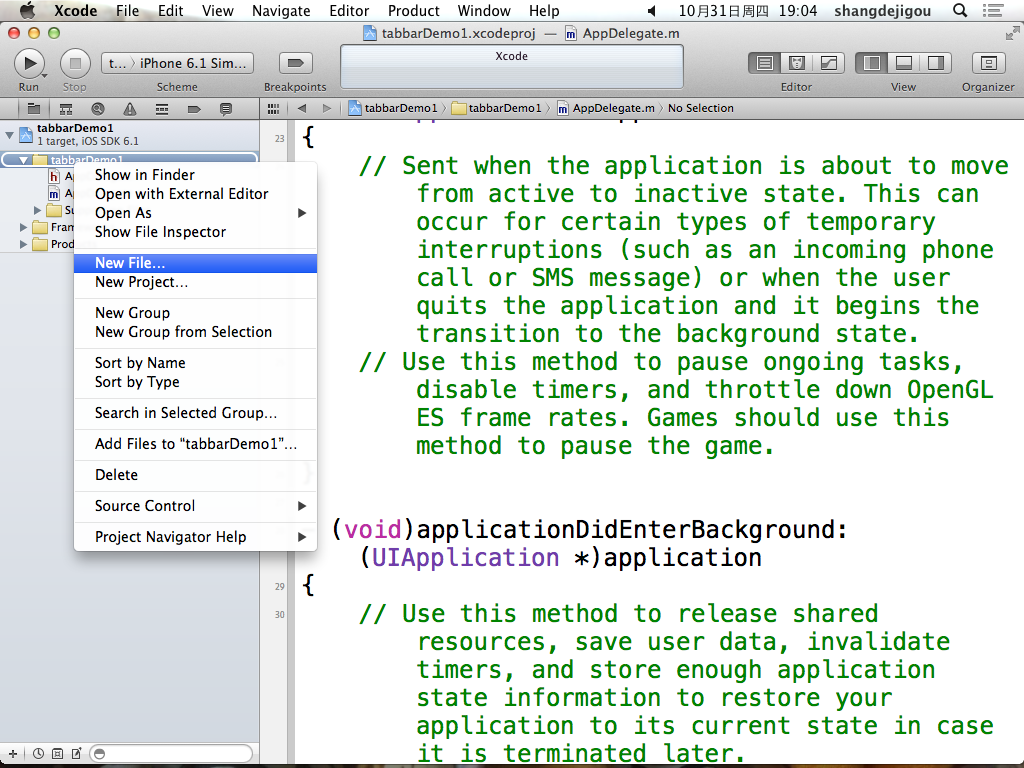 Xcode File Edit View Navigate Editor Product Window Help 10月31日周四 19:04 shangdejigou
tabbarDemo1.xcodeproj — AppDelegate.m
t... 〉 iPhone 6.1 Sim...
Xcode
Run Stop Scheme Breakpoints Editor View Organizer
tabbarDemo1 〉 tabbarDemo1 〉 AppDelegate.m 〉 No Selection
tabbarDemo1
1 target, iOS SDK 6.1
tabbarDemo1
Show in Finder
Open with External Editor
Open As
Show File Inspector
New File...
New Project...
New Group
New Group from Selection
Sort by Name
Sort by Type
Search in Selected Group...
Add Files to “tabbarDemo1”...
Delete
Source Control
Project Navigator Help
23 {
// Sent when the application is about to move
from active to inactive state. This can
occur for certain types of temporary
interruptions (such as an incoming phone
call or SMS message) or when the user
quits the application and it begins the
transition to the background state.
// Use this method to pause ongoing tasks,
disable timers, and throttle down OpenGL
ES frame rates. Games should use this
method to pause the game.
(void)applicationDidEnterBackground:
(UIApplication *)application
29 {
30 // Use this method to release shared
resources, save user data, invalidate
timers, and store enough application
state information to restore your
application to its current state in case
it is terminated later.